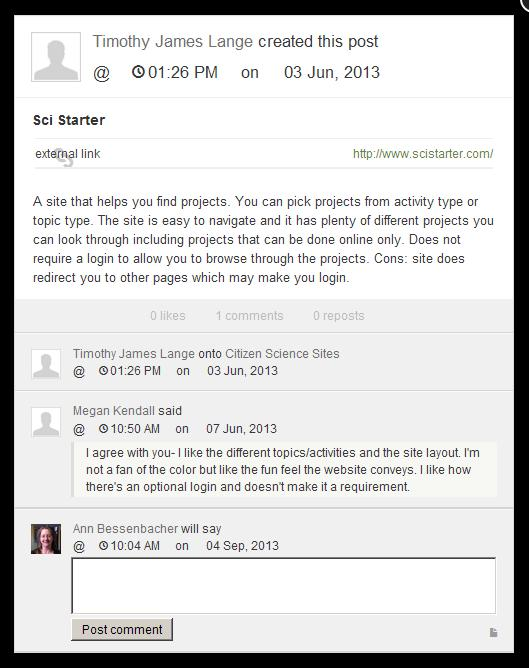 Timothy James Lange created this post
@ 01:26 PM on 03 Jun, 2013
Sci Starter
external link http://www.scistarter.com/
A site that helps you find projects. You can pick projects from activity type or
topic type. The site is easy to navigate and it has plenty of different projects you
can look through including projects that can be done online only. Does not
require a login to allow you to browse through the projects. Cons: site does
redirect you to other pages which may make you login.
0 likes 1 comments 0 reposts
Timothy James Lange onto Citizen Science Sites
@ 01:26 PM on 03 Jun, 2013
Megan Kendall said
@ 10:50 AM on 07 Jun, 2013
I agree with you- I like the different topics/activities and the site layout. I'm
not a fan of the color but like the fun feel the website conveys. I like how
there's an optional login and doesn't make it a requirement.
Ann Bessenbacher will say
@ 10:04 AM on 04 Sep, 2013
Post comment